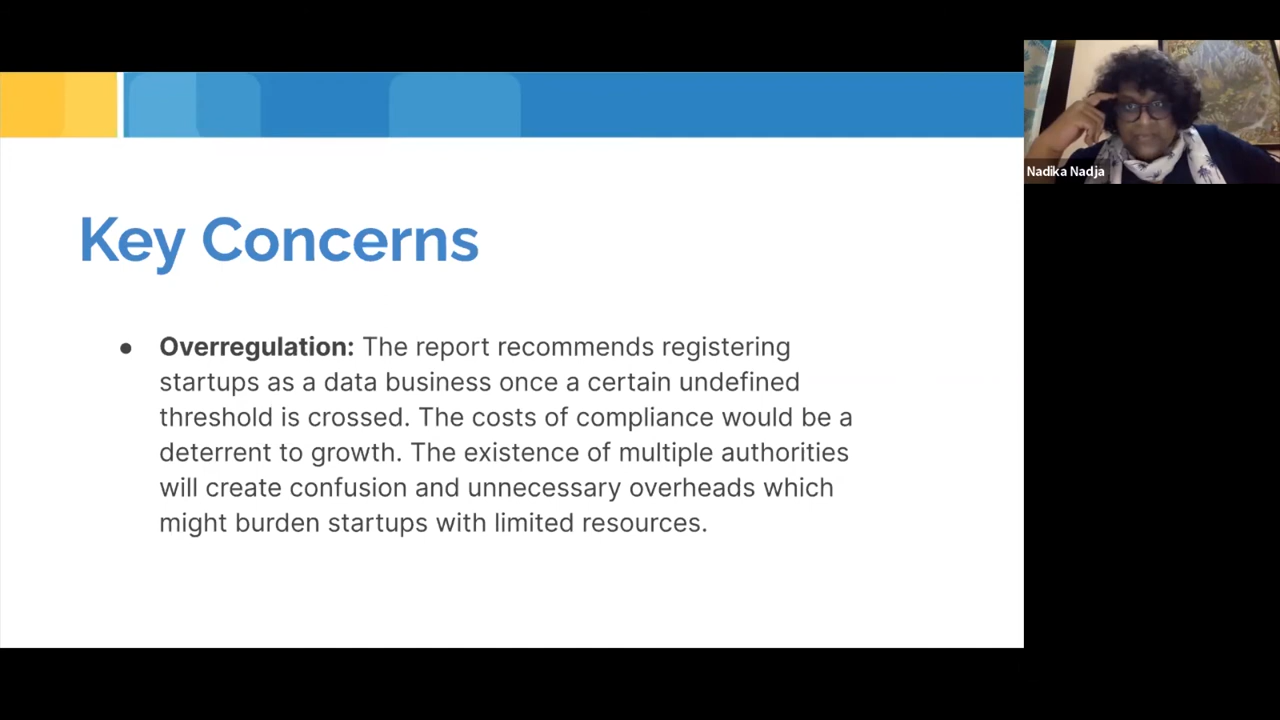 Nadika Nadja
Key Concerns
● Overregulation: The report recommends registering
startups as a data business once a certain undefined
threshold is crossed. The costs of compliance would be a
deterrent to growth. The existence of multiple authorities
will create confusion and unnecessary overheads which
might burden startups with limited resources.